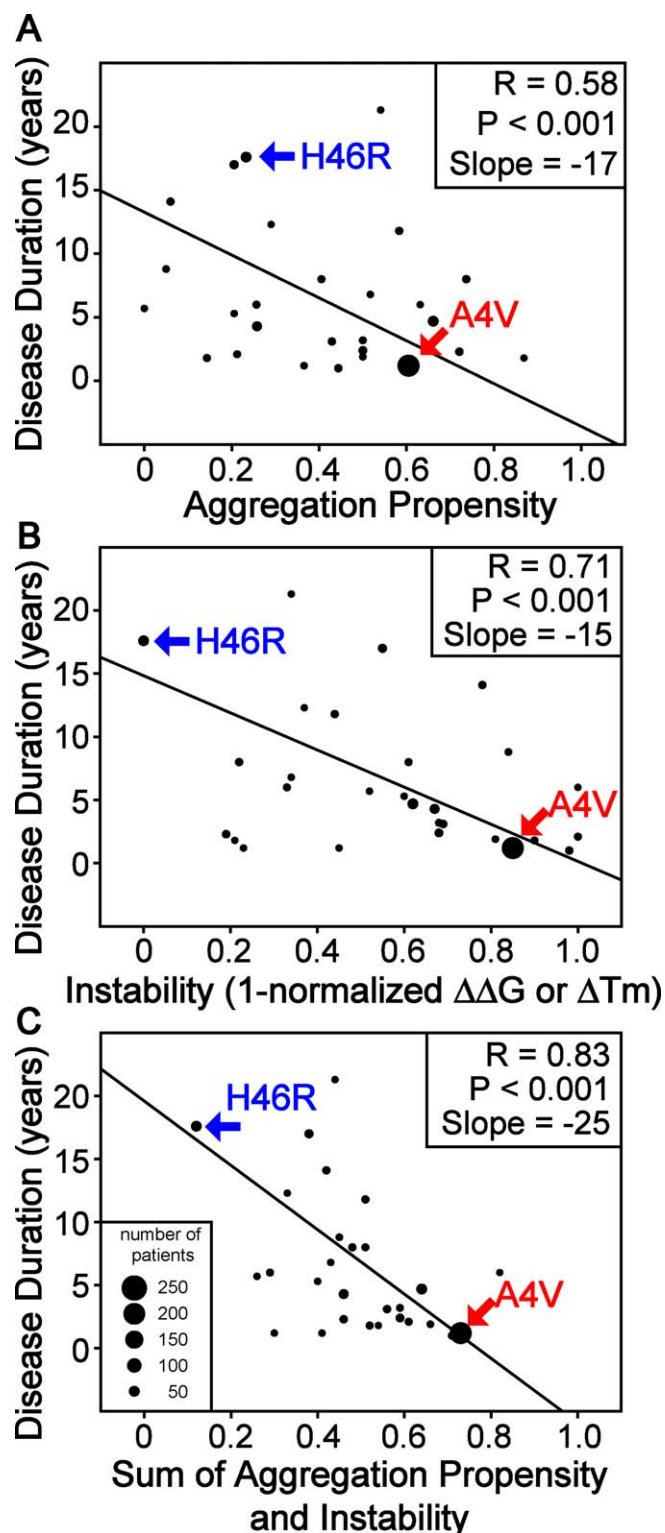 A
Disease Duration (years)
20
15
10
5
0
R = 0.58
P < 0.001
Slope = -17
H46R
A4V
0 0.2 0.4 0.6 0.8 1.0
Aggregation Propensity
B
Disease Duration (years)
20
15
10
5
0
R = 0.71
P < 0.001
Slope = -15
H46R
A4V
0 0.2 0.4 0.6 0.8 1.0
Instability (1-normalized ΔΔG or ΔTm)
C
Disease Duration (years)
20
15
10
5
0
R = 0.83
P < 0.001
Slope = -25
H46R
number of
patients
250
200
150
100
50
A4V
0 0.2 0.4 0.6 0.8 1.0
Sum of Aggregation Propensity
and Instability